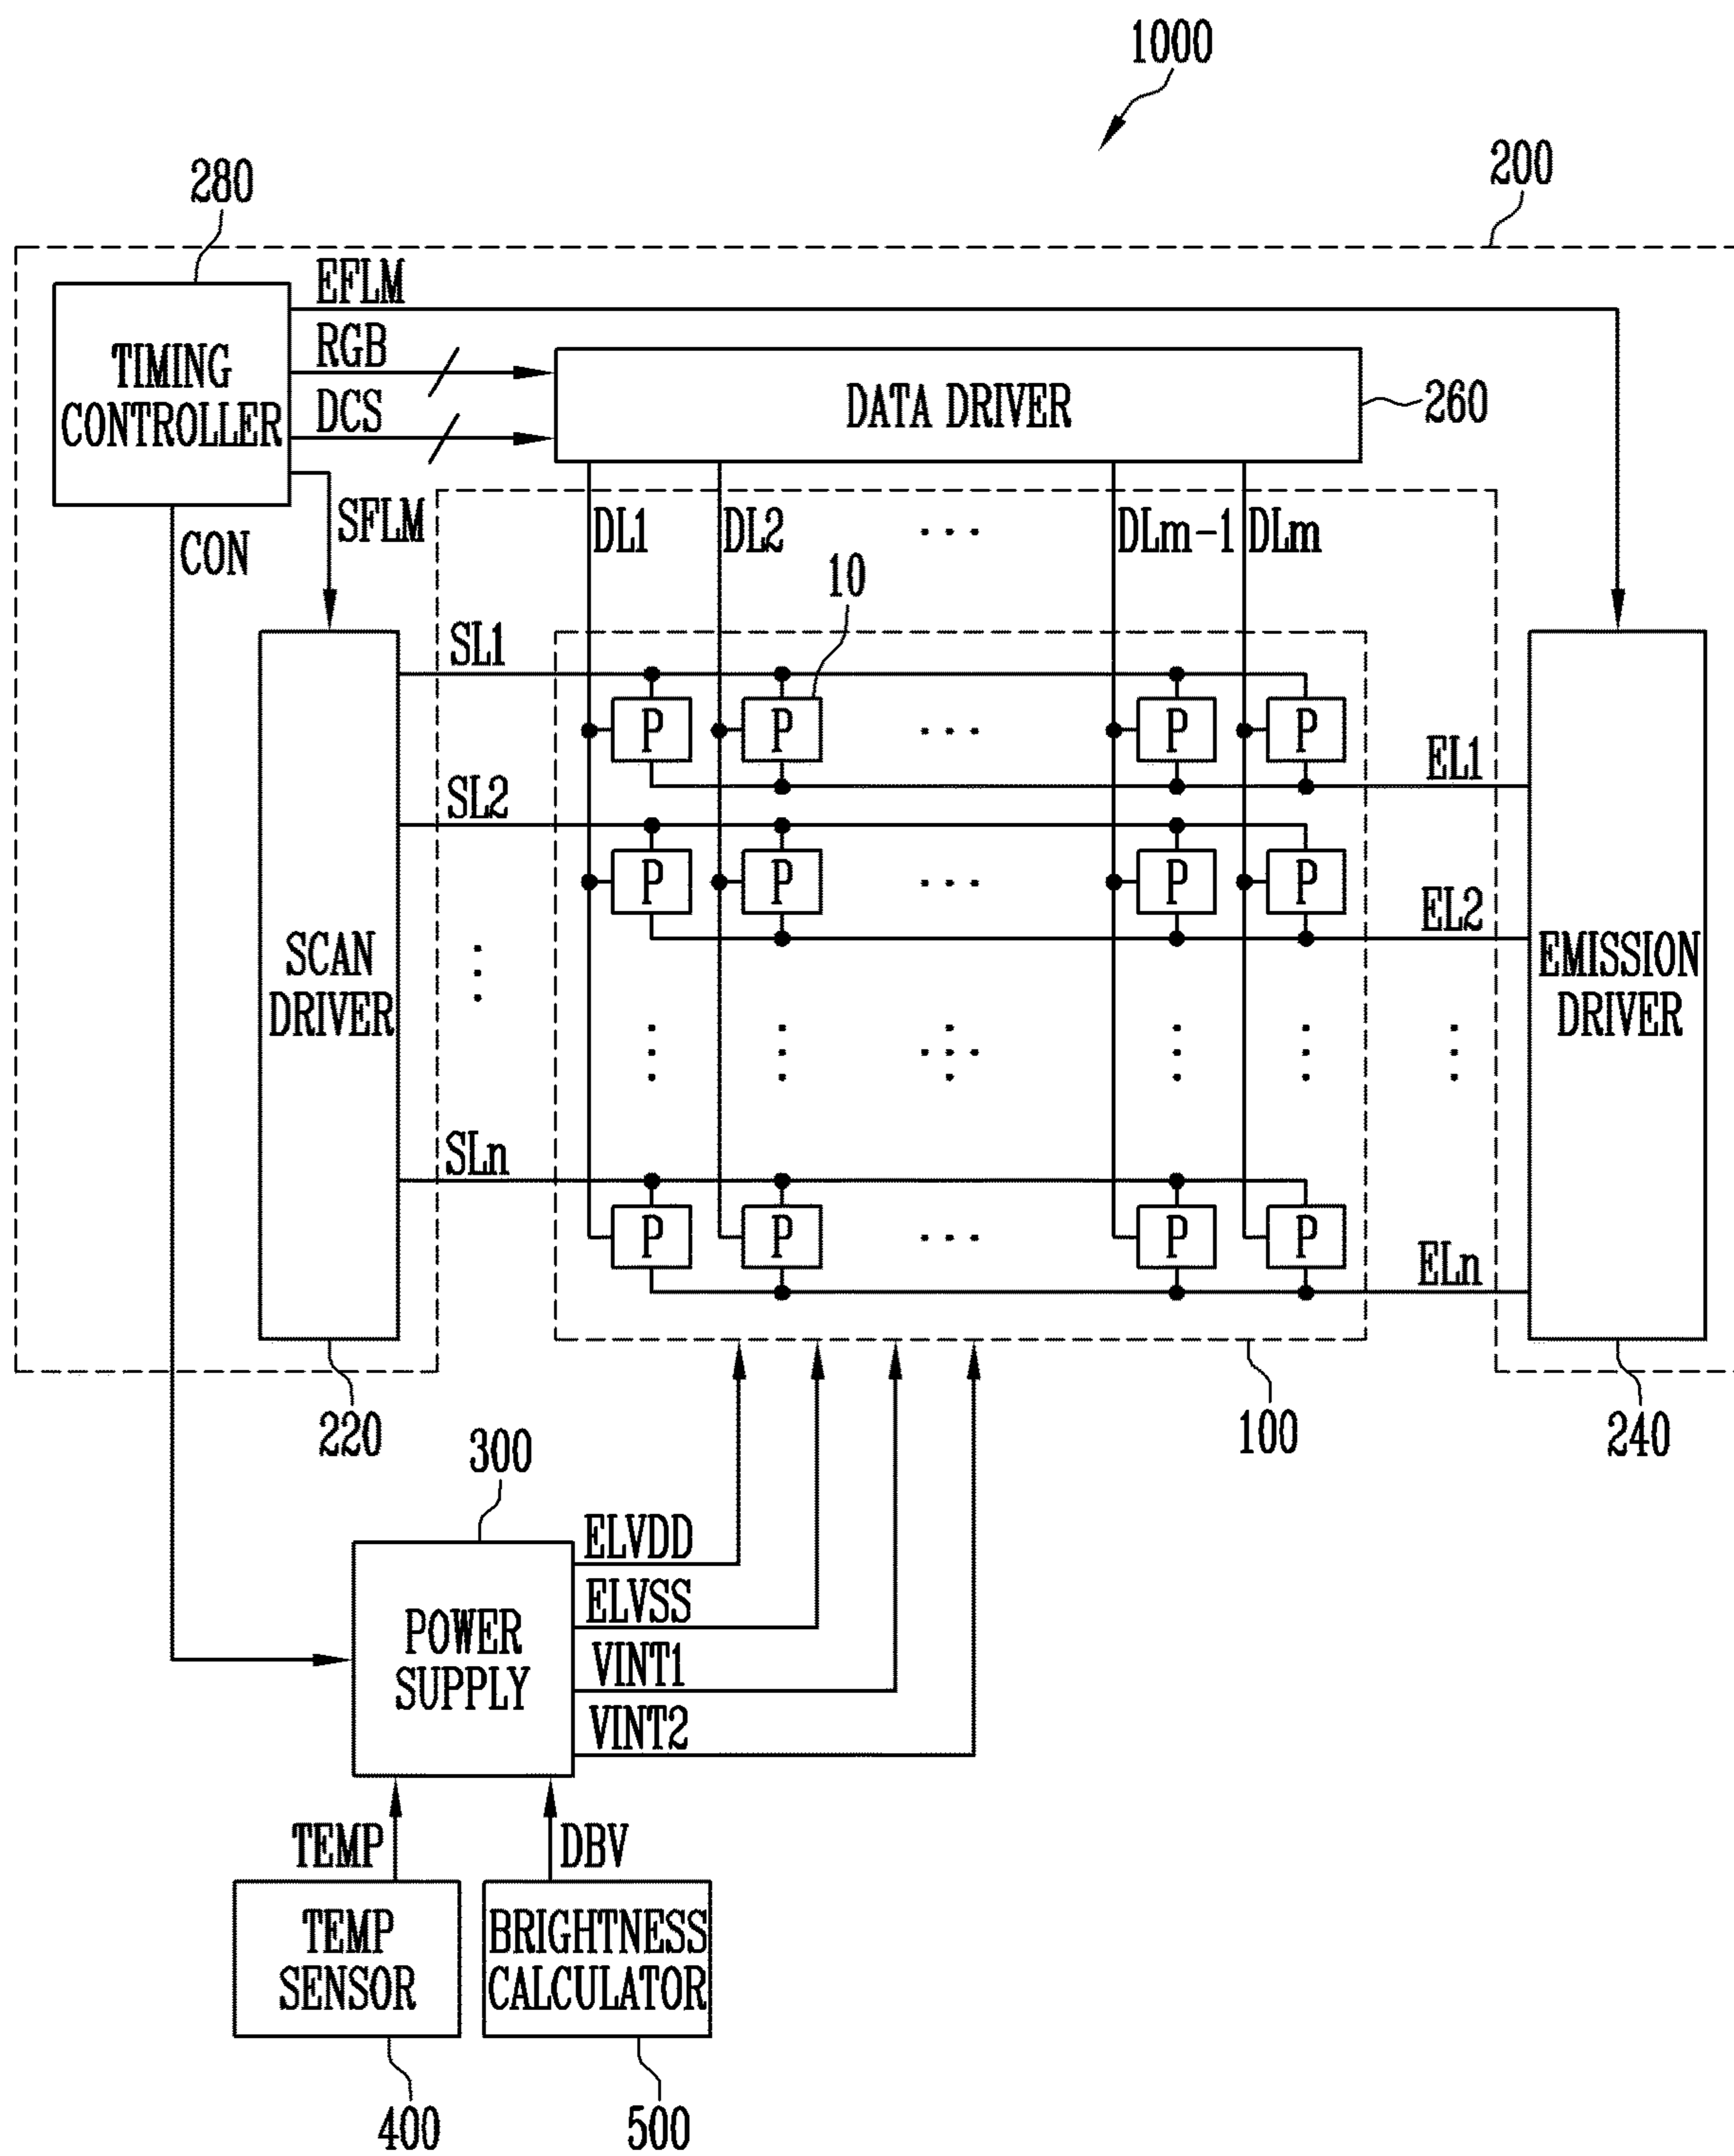 1000
200
280
EFLM
RGB
DCS
TIMING
CONTROLLER
DATA DRIVER
260
CON
SFLM
DL1
DL2
DLm-1
DLm
10
SL1
P
P
P
P
EL1
SL2
P
P
P
P
EL2
SCAN
DRIVER
EMISSION
DRIVER
SLn
P
P
P
P
ELn
220
100
240
300
ELVDD
ELVSS
VINT1
VINT2
POWER
SUPPLY
TEMP
DBV
TEMP
SENSOR
BRIGHTNESS
CALCULATOR
400
500